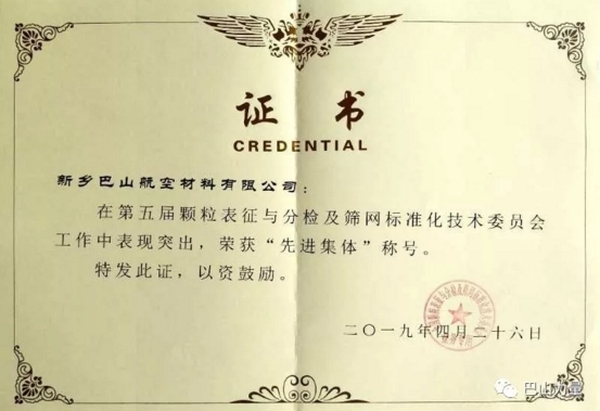 证书
CREDENTIAL
新乡巴山航空材料有限公司：
在第五届颗粒表征与分检及筛网标准化技术委员会
工作中表现突出，荣获“先进集体”称号。
特发此证，以资鼓励。
二〇一九年四月二十六日
巴山力量